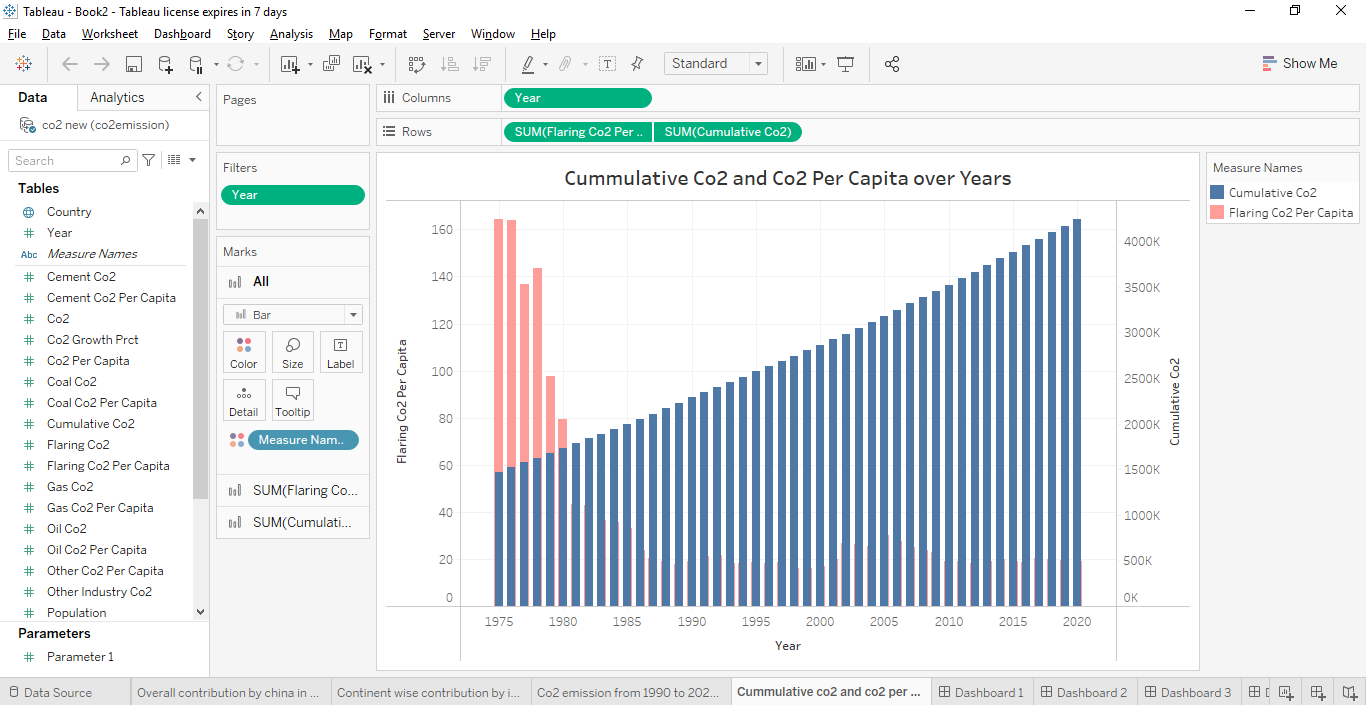 Tableau - Book2 - Tableau license expires in 7 days
File Data Worksheet Dashboard Story Analysis Map Format Server Window Help
Standard
Show Me
Data Analytics
co2 new (co2emission)
Search
Tables
Country
Year
Abc Measure Names
Cement Co2
Cement Co2 Per Capita
Co2
Co2 Growth Prct
Co2 Per Capita
Coal Co2
Coal Co2 Per Capita
Cumulative Co2
Flaring Co2
Flaring Co2 Per Capita
Gas Co2
Gas Co2 Per Capita
Oil Co2
Oil Co2 Per Capita
Other Co2 Per Capita
Other Industry Co2
Population
Parameters
Parameter 1
Pages
Filters
Year
Marks
All
Bar
Color Size Label
Detail Tooltip
Measure Nam..
SUM(Flaring Co...
SUM(Cumulati...
Columns Year
Rows SUM(Flaring Co2 Per .. SUM(Cumulative Co2)
Cummulative Co2 and Co2 Per Capita over Years
Flaring Co2 Per Capita
160
140
120
100
80
60
40
20
0
4000K
3500K
3000K
2500K
2000K
1500K
1000K
500K
0K
Cumulative Co2
1975 1980 1985 1990 1995 2000 2005 2010 2015 2020
Year
Measure Names
Cumulative Co2
Flaring Co2 Per Capita
Data Source Overall contribution by china in ... Continent wise contribution by i... Co2 emission from 1990 to 202... Cummulative co2 and co2 per ... Dashboard 1 Dashboard 2 Dashboard 3